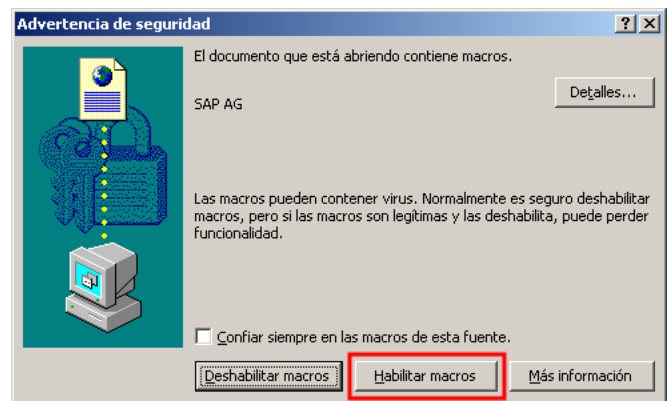 Advertencia de seguridad
El documento que está abriendo contiene macros.
Detalles...
SAP AG
Las macros pueden contener virus. Normalmente es seguro deshabilitar
macros, pero si las macros son legítimas y las deshabilita, puede perder
funcionalidad.
Confiar siempre en las macros de esta fuente.
Deshabilitar macros
Habilitar macros
Más información